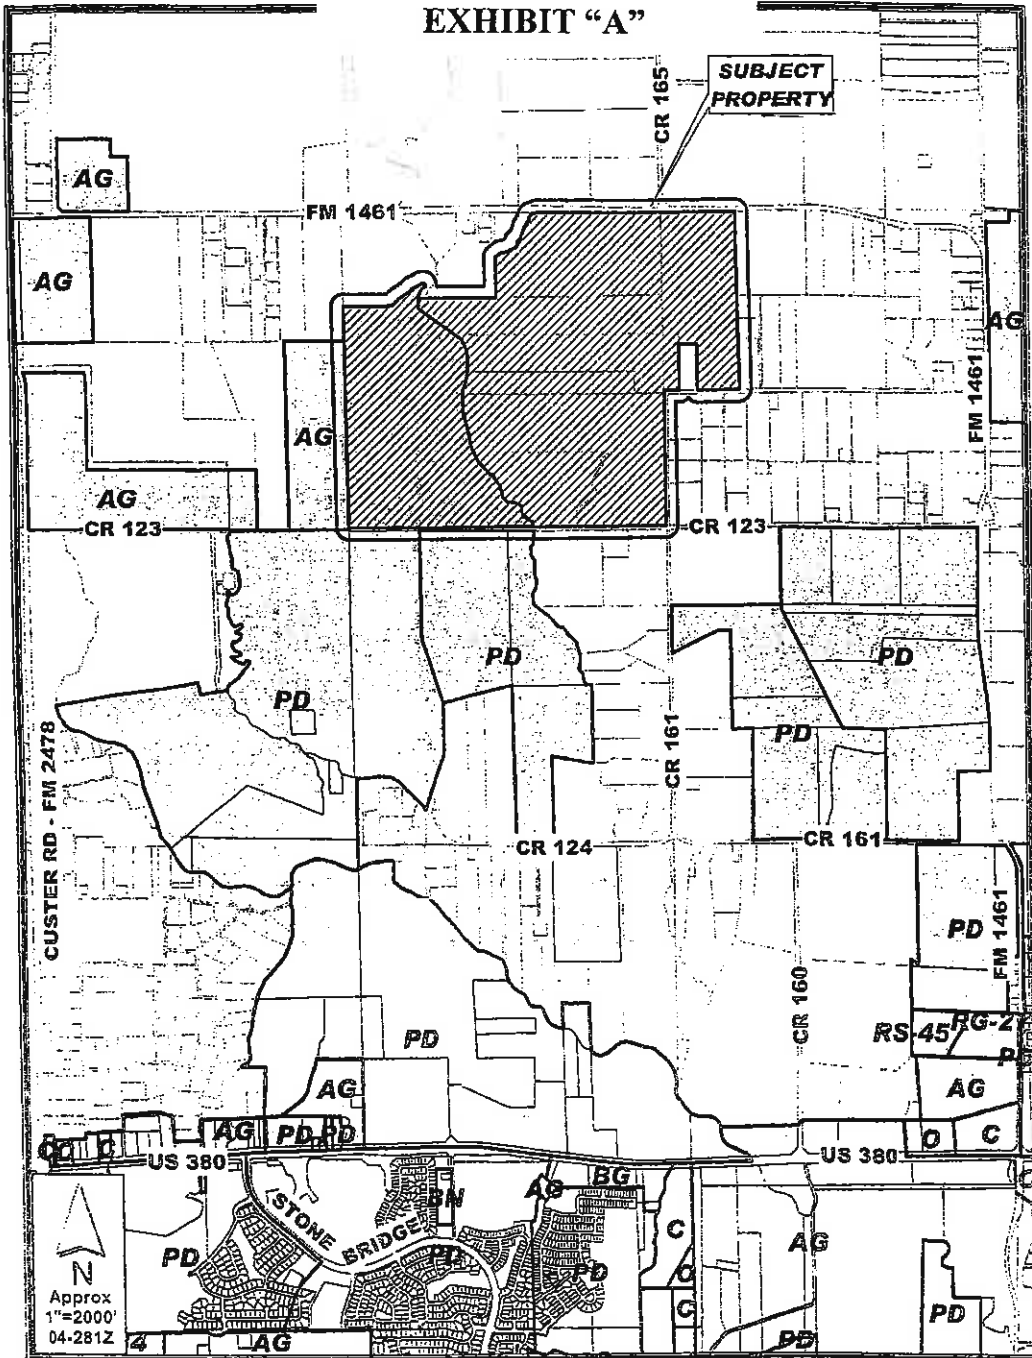 EXHIBIT “A”
SUBJECT
PROPERTY
CR 165
AG
FM 1461
AG
AG
FM 1461
AG
AG
CR 123
CR 123
PD
PD
PD
PD
CUSTER RD - FM 2478
CR 161
CR 124
CR 161
PD
FM 1461
CR 160
PD
RS-45
RG-2
AG
AG
AG
PD
PD
O
C
C
US 380
US 380
STONE BRIDGE
BN
AG
BG
C
AG
PD
PD
PD
C
C
PD
PD
AG
4
N
Approx
1"=2000'
04-281Z